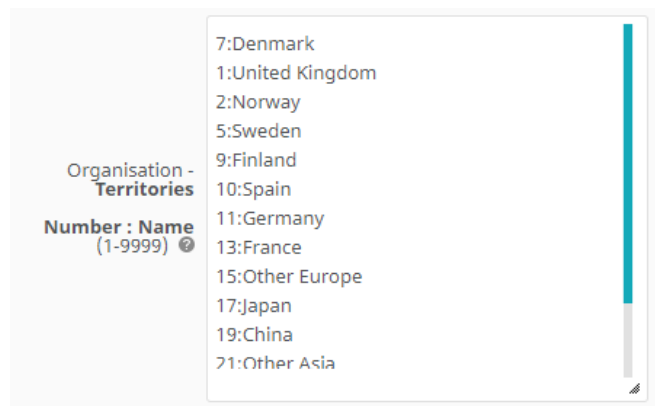 Organisation -
Territories
Number : Name
(1-9999) ?
7:Denmark
1:United Kingdom
2:Norway
5:Sweden
9:Finland
10:Spain
11:Germany
13:France
15:Other Europe
17:Japan
19:China
21:Other Asia